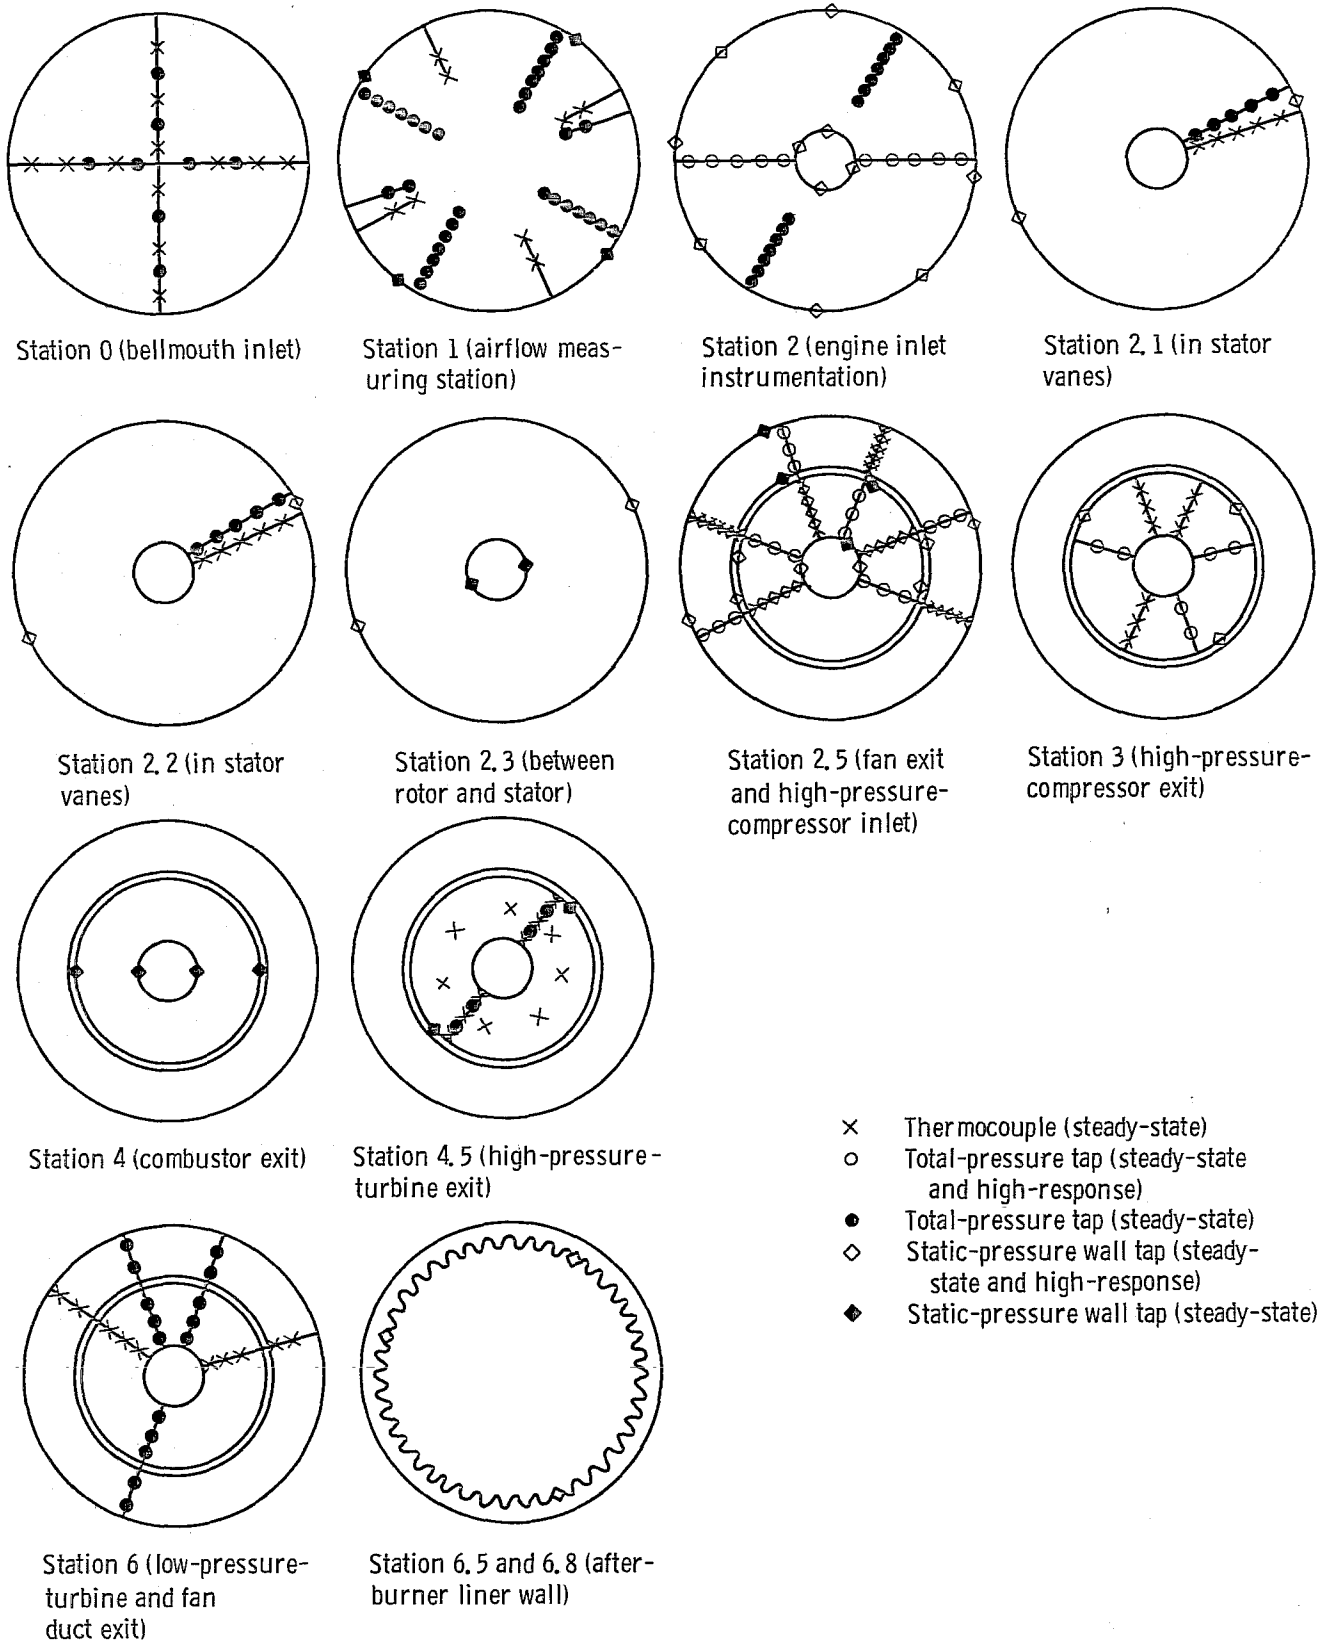 Station 0 (bellmouth inlet)
Station 1 (airflow meas-
uring station)
Station 2 (engine inlet
instrumentation)
Station 2.1 (in stator
vanes)
Station 2.2 (in stator
vanes)
Station 2.3 (between
rotor and stator)
Station 2.5 (fan exit
and high-pressure-
compressor inlet)
Station 3 (high-pressure-
compressor exit)
Station 4 (combustor exit)
Station 4.5 (high-pressure-
turbine exit)
Thermocouple (steady-state)
Total-pressure tap (steady-state
and high-response)
Total-pressure tap (steady-state)
Static-pressure wall tap (steady-
state and high-response)
Static-pressure wall tap (steady-state)
Station 6 (low-pressure-
turbine and fan
duct exit)
Station 6.5 and 6.8 (after-
burner liner wall)